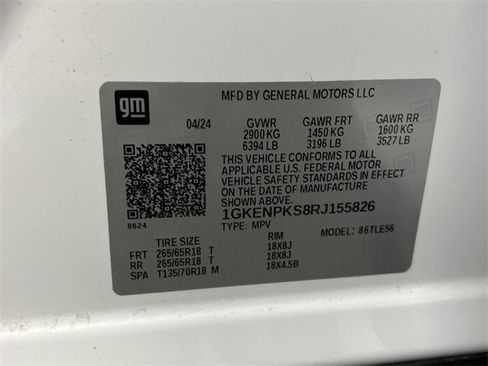 gm
MFD BY GENERAL MOTORS LLC
04/24 GVWR GAWR FRT GAWR RR
2900 KG 1450 KG 1600 KG
6394 LB 3196 LB 3527 LB
THIS VEHICLE CONFORMS TO ALL
APPLICABLE U.S. FEDERAL MOTOR
VEHICLE SAFETY STANDARDS IN EFFECT
ON THE DATE OF MANUFACTURE
SHOWN ABOVE.
1GKENPKS8RJ155826
8624 TYPE: MPV MODEL: 86TLE56
TIRE SIZE RIM
FRT 265/65R18 T 18X8J
RR 265/65R18 T 18X8J
SPA T135/70R18 M 18X4.5B